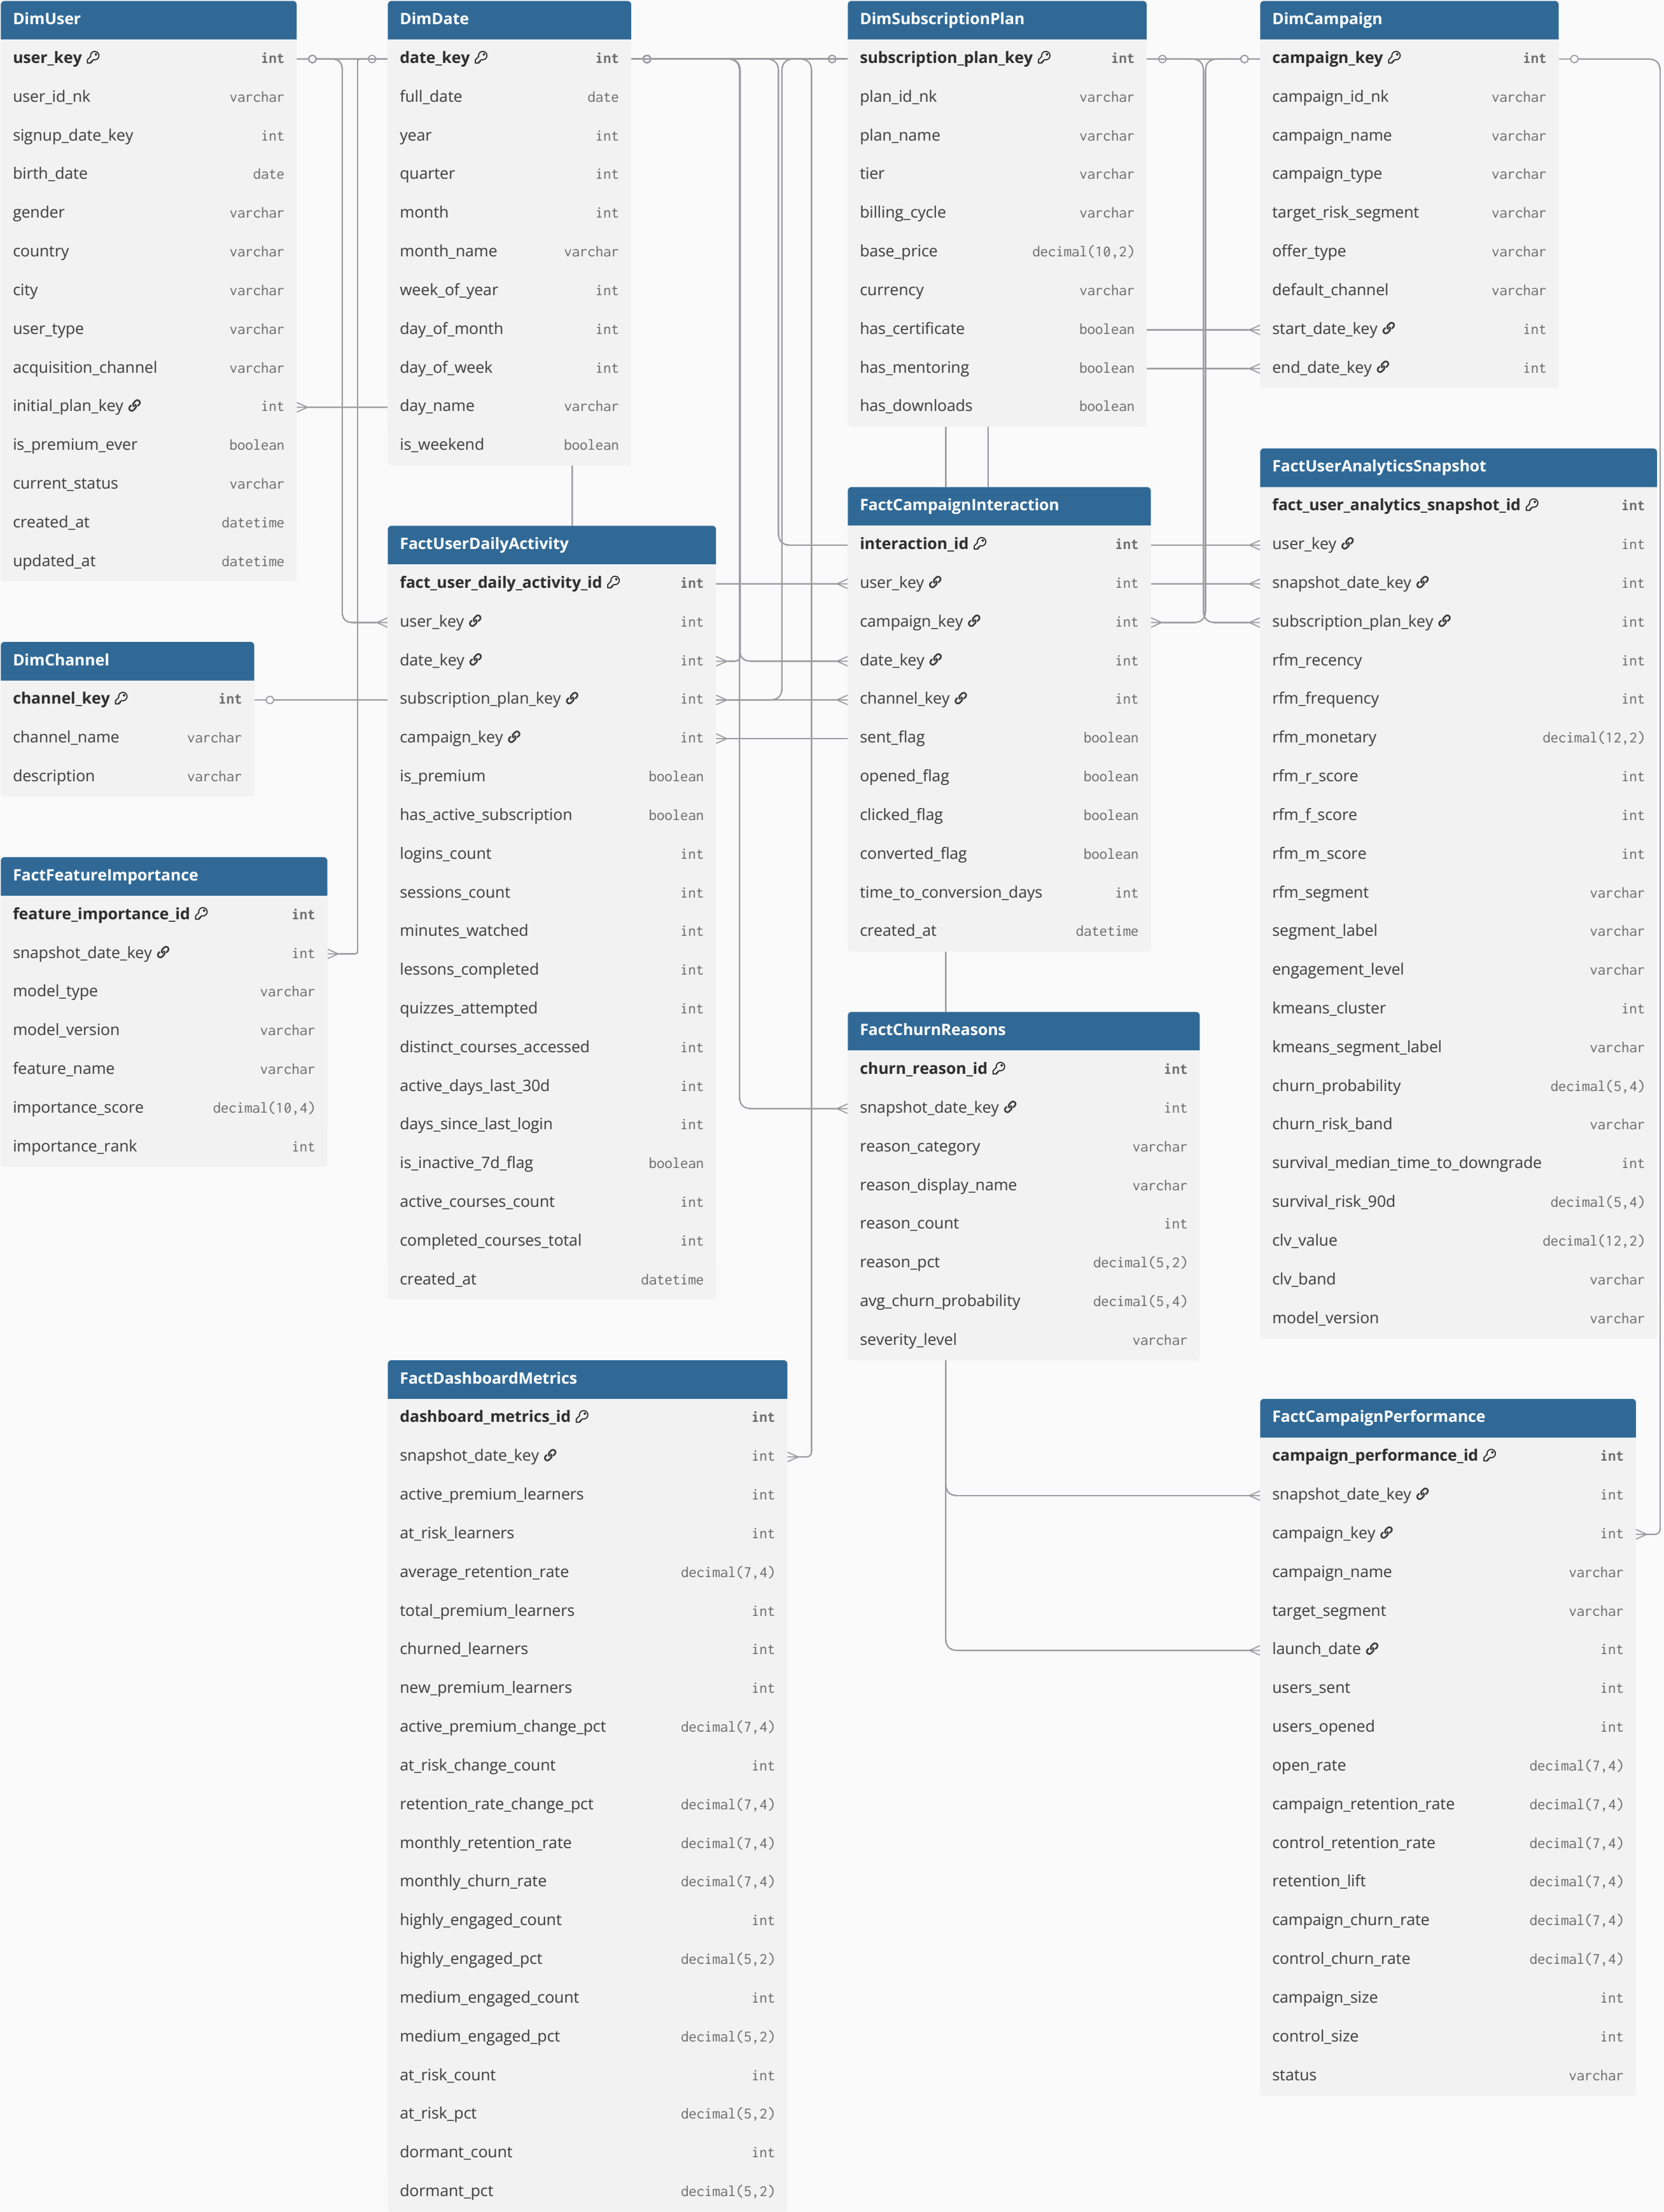 DimUser
user_key int
user_id_nk varchar
signup_date_key int
birth_date date
gender varchar
country varchar
city varchar
user_type varchar
acquisition_channel varchar
initial_plan_key int
is_premium_ever boolean
current_status varchar
created_at datetime
updated_at datetime
DimChannel
channel_key int
channel_name varchar
description varchar
FactFeatureImportance
feature_importance_id int
snapshot_date_key int
model_type varchar
model_version varchar
feature_name varchar
importance_score decimal(10,4)
importance_rank int
DimDate
date_key int
full_date date
year int
quarter int
month int
month_name varchar
week_of_year int
day_of_month int
day_of_week int
day_name varchar
is_weekend boolean
FactUserDailyActivity
fact_user_daily_activity_id int
user_key int
date_key int
subscription_plan_key int
campaign_key int
is_premium boolean
has_active_subscription boolean
logins_count int
sessions_count int
minutes_watched int
lessons_completed int
quizzes_attempted int
distinct_courses_accessed int
active_days_last_30d int
days_since_last_login int
is_inactive_7d_flag boolean
active_courses_count int
completed_courses_total int
created_at datetime
FactDashboardMetrics
dashboard_metrics_id int
snapshot_date_key int
active_premium_learners int
at_risk_learners int
average_retention_rate decimal(7,4)
total_premium_learners int
churned_learners int
new_premium_learners int
active_premium_change_pct decimal(7,4)
at_risk_change_count int
retention_rate_change_pct decimal(7,4)
monthly_retention_rate decimal(7,4)
monthly_churn_rate decimal(7,4)
highly_engaged_count int
highly_engaged_pct decimal(5,2)
medium_engaged_count int
medium_engaged_pct decimal(5,2)
at_risk_count int
at_risk_pct decimal(5,2)
dormant_count int
dormant_pct decimal(5,2)
DimSubscriptionPlan
subscription_plan_key int
plan_id_nk varchar
plan_name varchar
tier varchar
billing_cycle varchar
base_price decimal(10,2)
currency varchar
has_certificate boolean
has_mentoring boolean
has_downloads boolean
FactCampaignInteraction
interaction_id int
user_key int
campaign_key int
date_key int
channel_key int
sent_flag boolean
opened_flag boolean
clicked_flag boolean
converted_flag boolean
time_to_conversion_days int
created_at datetime
FactChurnReasons
churn_reason_id int
snapshot_date_key int
reason_category varchar
reason_display_name varchar
reason_count int
reason_pct decimal(5,2)
avg_churn_probability decimal(5,4)
severity_level varchar
DimCampaign
campaign_key int
campaign_id_nk varchar
campaign_name varchar
campaign_type varchar
target_risk_segment varchar
offer_type varchar
default_channel varchar
start_date_key int
end_date_key int
FactUserAnalyticsSnapshot
fact_user_analytics_snapshot_id int
user_key int
snapshot_date_key int
subscription_plan_key int
rfm_recency int
rfm_frequency int
rfm_monetary decimal(12,2)
rfm_r_score int
rfm_f_score int
rfm_m_score int
rfm_segment varchar
segment_label varchar
engagement_level varchar
kmeans_cluster int
kmeans_segment_label varchar
churn_probability decimal(5,4)
churn_risk_band varchar
survival_median_time_to_downgrade int
survival_risk_90d decimal(5,4)
clv_value decimal(12,2)
clv_band varchar
model_version varchar
FactCampaignPerformance
campaign_performance_id int
snapshot_date_key int
campaign_key int
campaign_name varchar
target_segment varchar
launch_date int
users_sent int
users_opened int
open_rate decimal(7,4)
campaign_retention_rate decimal(7,4)
control_retention_rate decimal(7,4)
retention_lift decimal(7,4)
campaign_churn_rate decimal(7,4)
control_churn_rate decimal(7,4)
campaign_size int
control_size int
status varchar